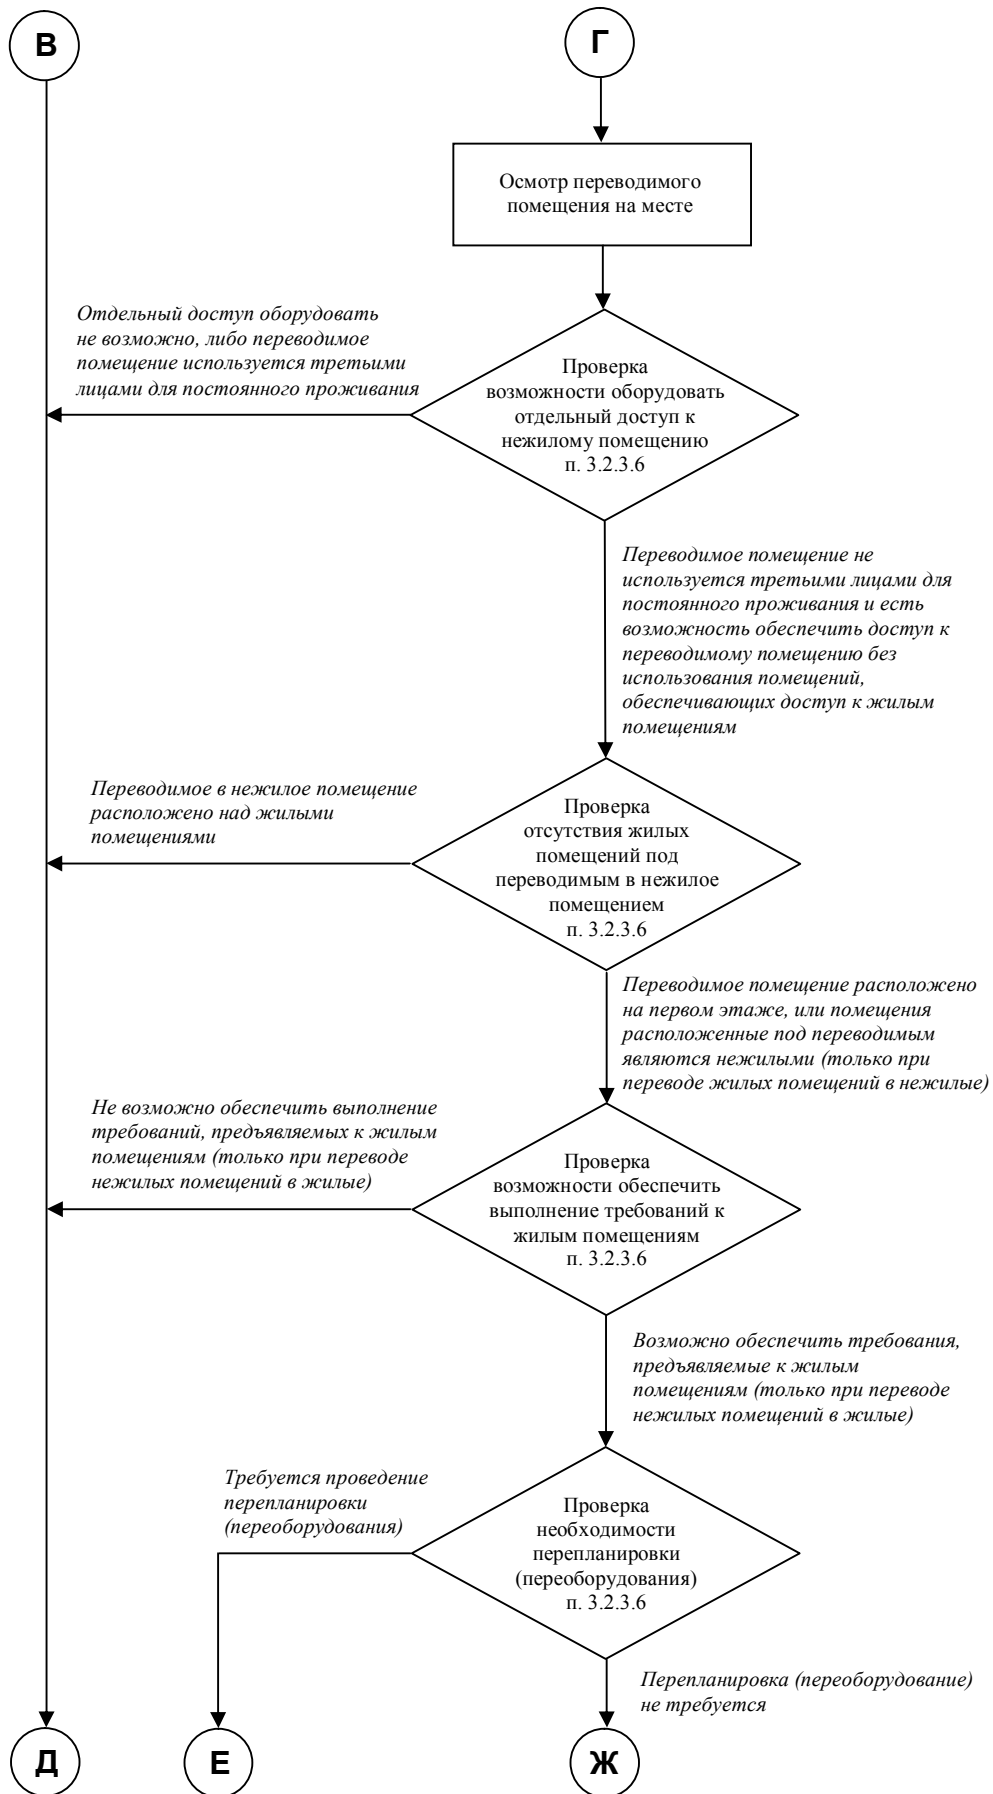 В
Г
Осмотр переводимого
помещения на месте
Отдельный доступ оборудовать
не возможно, либо переводимое
помещение используется третьими
лицами для постоянного проживания
Проверка
возможности оборудовать
отдельный доступ к
нежилому помещению
п. 3.2.3.6
Переводимое помещение не
используется третьими лицами для
постоянного проживания и есть
возможность обеспечить доступ к
переводимому помещению без
использования помещений,
обеспечивающих доступ к жилым
помещениям
Переводимое в нежилое помещение
расположено над жилыми
помещениями
Проверка
отсутствия жилых
помещений под
переводимым в нежилое
помещением
п. 3.2.3.6
Переводимое помещение расположено
на первом этаже, или помещения
расположенные под переводимым
являются нежилыми (только при
переводе жилых помещений в нежилые)
Не возможно обеспечить выполнение
требований, предъявляемых к жилым
помещениям (только при переводе
нежилых помещений в жилые)
Проверка
возможности обеспечить
выполнение требований к
жилым помещениям
п. 3.2.3.6
Возможно обеспечить требования,
предъявляемые к жилым
помещениям (только при переводе
нежилых помещений в жилые)
Требуется проведение
перепланировки
(переоборудования)
Проверка
необходимости
перепланировки
(переоборудования)
п. 3.2.3.6
Перепланировка (переоборудование)
не требуется
Д
Е
Ж